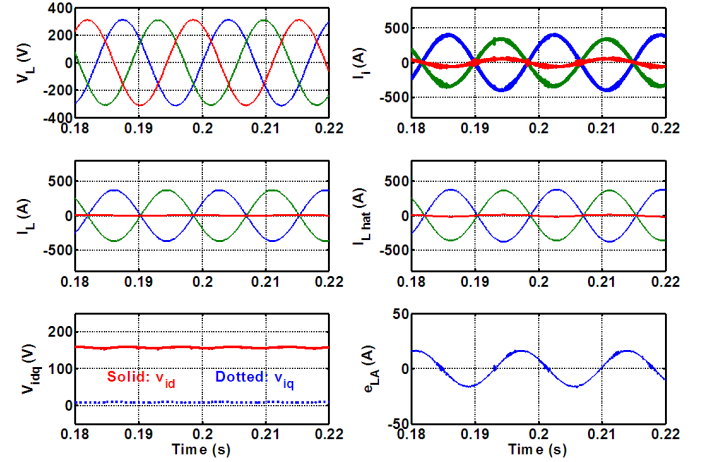 400
200
0
-200
-400
V_L (V)
0.18 0.19 0.2 0.21 0.22
500
0
-500
I_i (A)
0.18 0.19 0.2 0.21 0.22
500
0
-500
I_L (A)
0.18 0.19 0.2 0.21 0.22
500
0
-500
I_L hat (A)
0.18 0.19 0.2 0.21 0.22
200
100
0
V_idq (V)
Solid: v_id Dotted: v_iq
0.18 0.19 0.2 0.21 0.22
Time (s)
50
0
-50
e_LA (A)
0.18 0.19 0.2 0.21 0.22
Time (s)